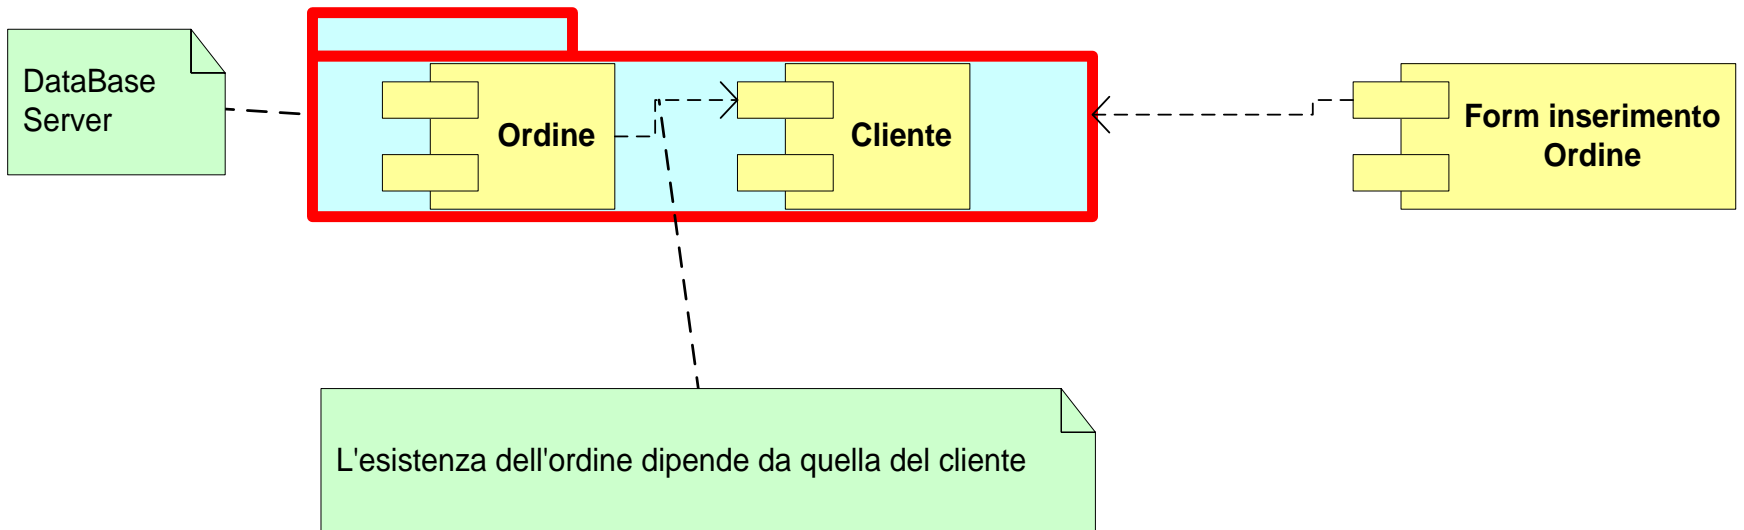 DataBase
Server
Ordine
Cliente
Form inserimento
Ordine
L'esistenza dell'ordine dipende da quella del cliente